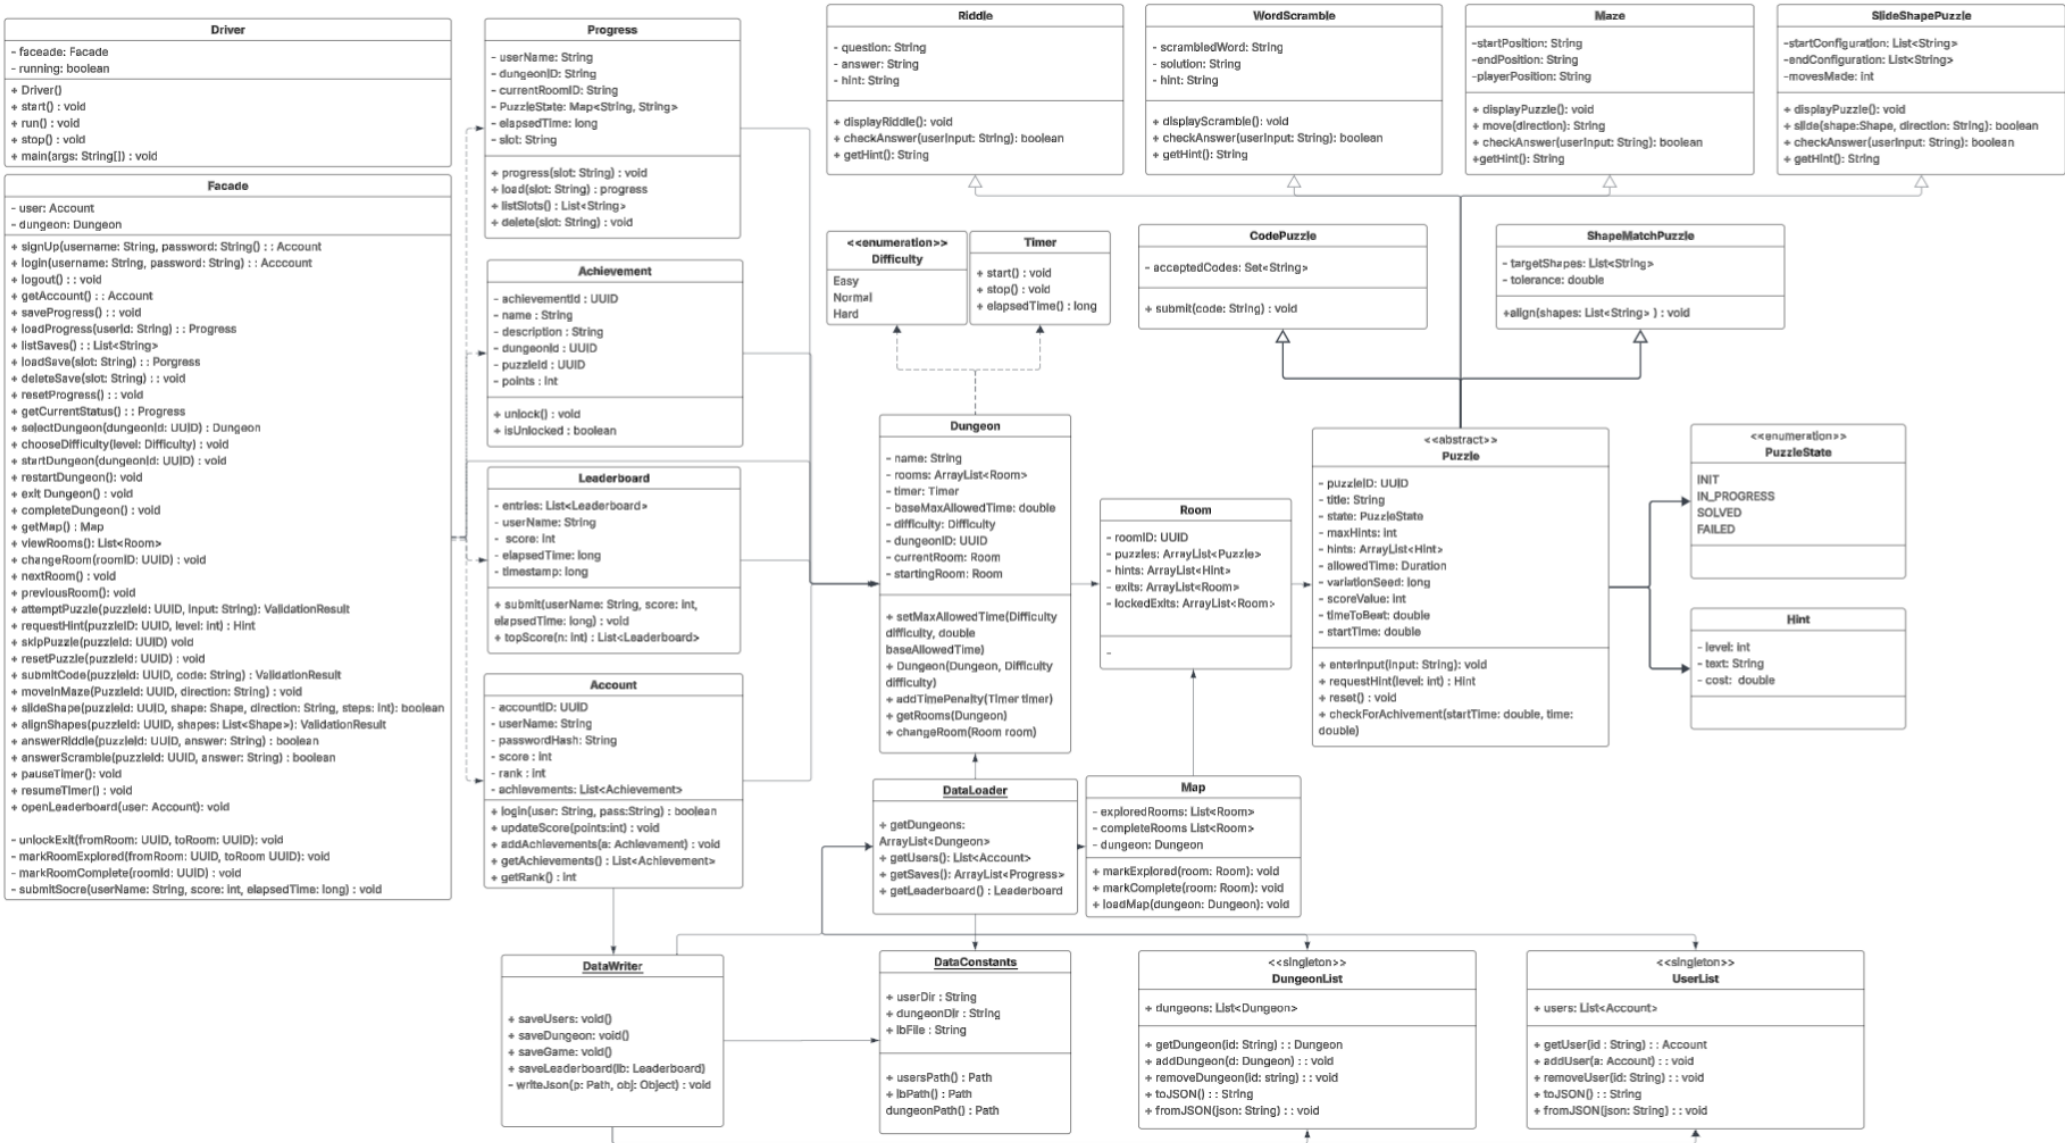 Driver
- faceade: Facade
- running: boolean
+ Driver()
+ start() : void
+ run() : void
+ stop() : void
+ main(args: String[]) : void
Facade
- user: Account
- dungeon: Dungeon
+ signUp(username: String, password: String() : : Account
+ login(username: String, password: String) : : Acccount
+ logout() : : void
+ getAccount() : : Account
+ saveProgress() : : void
+ loadProgress(userId: String) : : Progress
+ listSaves() : : List<String>
+ loadSave(slot: String) : : Porgress
+ deleteSave(slot: String) : : void
+ resetProgress() : : void
+ getCurrentStatus() : : Progress
+ selectDungeon(dungeonId: UUID) : Dungeon
+ chooseDifficulty(level: Difficulty) : void
+ startDungeon(dungeonId: UUID) : void
+ restartDungeon(): void
+ exit Dungeon() : void
+ completeDungeon() : void
+ getMap() : Map
+ viewRooms(): List<Room>
+ changeRoom(roomID: UUID) : void
+ nextRoom() : void
+ previousRoom(): void
+ attemptPuzzle(puzzleId: UUID, input: String): ValidationResult
+ requestHint(puzzleID: UUID, level: int) : Hint
+ skipPuzzle(puzzleId: UUID) void
+ resetPuzzle(puzzleId: UUID) : void
+ submitCode(puzzleId: UUID, code: String) : ValidationResult
+ moveInMaze(PuzzleId: UUID, direction: String) : void
+ slideShape(puzzleId: UUID, shape: Shape, direction: String, steps: int): boolean
+ alignShapes(puzzleId: UUID, shapes: List<Shape>): ValidationResult
+ answerRiddle(puzzleId: UUID, answer: String) : boolean
+ answerScramble(puzzleId: UUID, answer: String) : boolean
+ pauseTimer(): void
+ resumeTimer() : void
+ openLeaderboard(user: Account): void
- unlockExit(fromRoom: UUID, toRoom: UUID): void
- markRoomExplored(fromRoom: UUID, toRoom UUID): void
- markRoomComplete(roomId: UUID) : void
- submitSocre(userName: String, score: int, elapsedTime: long) : void
Progress
- userName: String
- dungeonID: String
- currentRoomID: String
- PuzzleState: Map<String, String>
- elapsedTime: long
- slot: String
+ progress(slot: String) : void
+ load(slot: String) : progress
+ listSlots() : List<String>
+ delete(slot: String) : void
Achievement
- achievementId : UUID
- name : String
- description : String
- dungeonId : UUID
- puzzleId : UUID
- points : int
+ unlock() : void
+ isUnlocked : boolean
Leaderboard
- entries: List<Leaderboard>
- userName: String
- score: int
- elapsedTime: long
- timestamp: long
+ submit(userName: String, score: int,
elapsedTime: long) : void
+ topScore(n: int) : List<Leaderboard>
Account
- accountID: UUID
- userName: String
- passwordHash: String
- score : int
- rank : int
- achievements: List<Achievement>
+ login(user: String, pass:String) : boolean
+ updateScore(points:int) : void
+ addAchievements(a: Achievement) : void
+ getAchievements() : List<Achievement>
+ getRank() : int
DataWriter
+ saveUsers: void()
+ saveDungeon: void()
+ saveGame: void()
+ saveLeaderboard(lb: Leaderboard)
- writeJson(p: Path, obj: Object) : void
Riddle
- question: String
- answer: String
- hint: String
+ displayRiddle(): void
+ checkAnswer(userInput: String): boolean
+ getHint(): String
WordScramble
- scrambledWord: String
- solution: String
- hint: String
+ displayScramble(): void
+ checkAnswer(userInput: String): boolean
+ getHint(): String
Maze
-startPosition: String
-endPosition: String
-playerPosition: String
+ displayPuzzle(): void
+ move(direction): String
+ checkAnswer(userInput: String): boolean
+getHint(): String
SlideShapePuzzle
-startConfiguration: List<String>
-endConfiguration: List<String>
-movesMade: int
+ displayPuzzle(): void
+ slide(shape:Shape, direction: String): boolean
+ checkAnswer(userInput: String): boolean
+ getHint(): String
<<enumeration>>
Difficulty
Easy
Normal
Hard
Timer
+ start() : void
+ stop() : void
+ elapsedTime() : long
CodePuzzle
- acceptedCodes: Set<String>
+ submit(code: String) : void
ShapeMatchPuzzle
- targetShapes: List<String>
- tolerance: double
+align(shapes: List<String> ) : void
Dungeon
- name: String
- rooms: ArrayList<Room>
- timer: Timer
- baseMaxAllowedTime: double
- difficulty: Difficulty
- dungeonID: UUID
- currentRoom: Room
- startingRoom: Room
+ setMaxAllowedTime(Difficulty
difficulty, double
baseAllowedTime)
+ Dungeon(Dungeon, Difficulty
difficulty)
+ addTimePenalty(Timer timer)
+ getRooms(Dungeon)
+ changeRoom(Room room)
Room
- roomID: UUID
- puzzles: ArrayList<Puzzle>
- hints: ArrayList<Hint>
- exits: ArrayList<Room>
- lockedExits: ArrayList<Room>
-
<<abstract>>
Puzzle
- puzzleID: UUID
- title: String
- state: PuzzleState
- maxHints: int
- hints: ArrayList<Hint>
- allowedTime: Duration
- variationSeed: long
- scoreValue: int
- timeToBeat: double
- startTime: double
+ enterInput(input: String): void
+ requestHint(level: int) : Hint
+ reset() : void
+ checkForAchivement(startTime: double, time:
double)
<<enumeration>>
PuzzleState
INIT
IN_PROGRESS
SOLVED
FAILED
Hint
- level: int
- text: String
- cost: double
DataLoader
+ getDungeons:
ArrayList<Dungeon>
+ getUsers(): List<Account>
+ getSaves(): ArrayList<Progress>
+ getLeaderboard() : Leaderboard
Map
- exploredRooms: List<Room>
- completeRooms List<Room>
- dungeon: Dungeon
+ markExplored(room: Room): void
+ markComplete(room: Room): void
+ loadMap(dungeon: Dungeon): void
DataConstants
+ userDir : String
+ dungeonDir : String
+ lbFile : String
+ usersPath() : Path
+ lbPath() : Path
dungeonPath() : Path
<<singleton>>
DungeonList
+ dungeons: List<Dungeon>
+ getDungeon(id: String) : : Dungeon
+ addDungeon(d: Dungeon) : : void
+ removeDungeon(id: string) : : void
+ toJSON() : : String
+ fromJSON(json: String) : : void
<<singleton>>
UserList
+ users: List<Account>
+ getUser(id : String) : : Account
+ addUser(a: Account) : : void
+ removeUser(id: String) : : void
+ toJSON() : : String
+ fromJSON(json: String) : : void